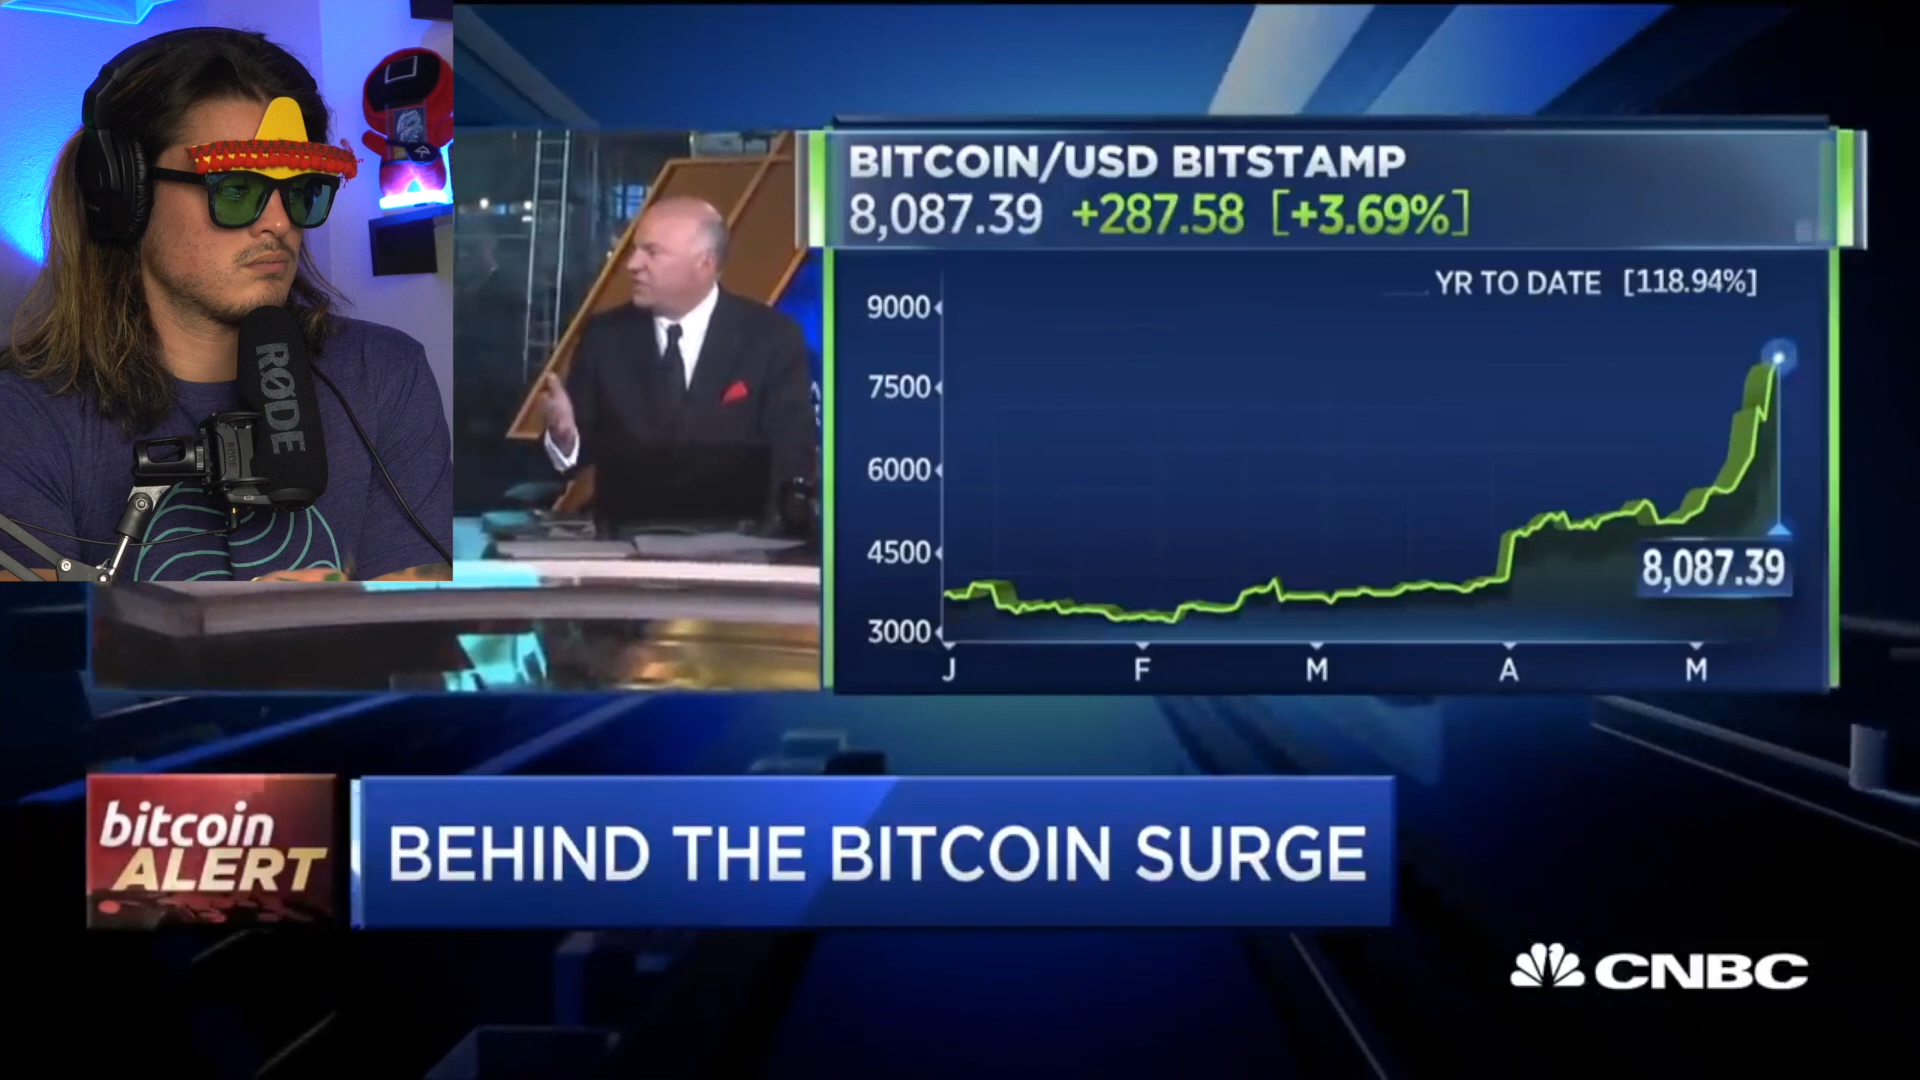 RØDE
BITCOIN/USD BITSTAMP
8,087.39 +287.58 [+3.69%]
YR TO DATE [118.94%]
9000
7500
6000
4500
3000
8,087.39
J F M A M
bitcoin
ALERT
BEHIND THE BITCOIN SURGE
CNBC